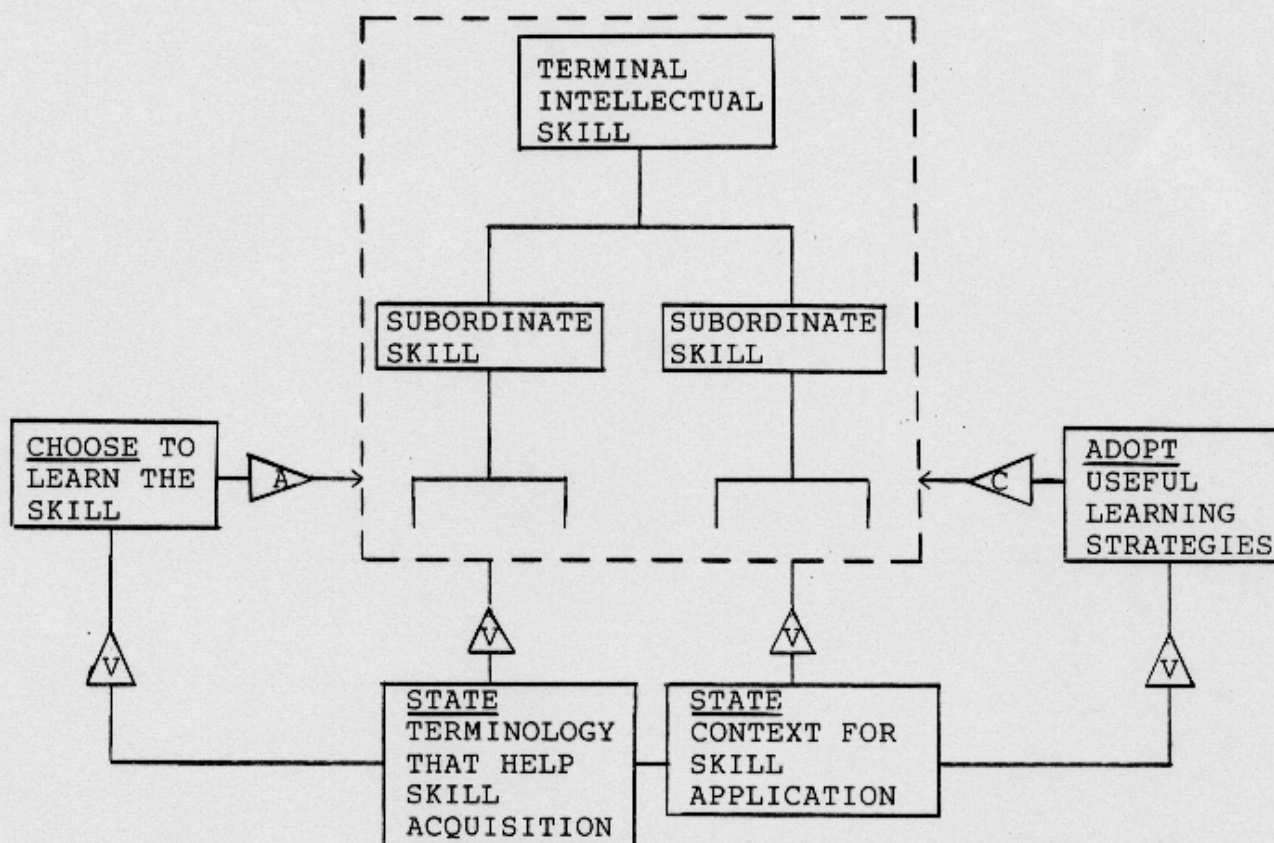 TERMINAL
INTELLECTUAL
SKILL
SUBORDINATE
SKILL
SUBORDINATE
SKILL
CHOOSE TO
LEARN THE
SKILL
A
C
ADOPT
USEFUL
LEARNING
STRATEGIES
V
V
V
V
STATE
TERMINOLOGY
THAT HELP
SKILL
ACQUISITION
STATE
CONTEXT FOR
SKILL
APPLICATION